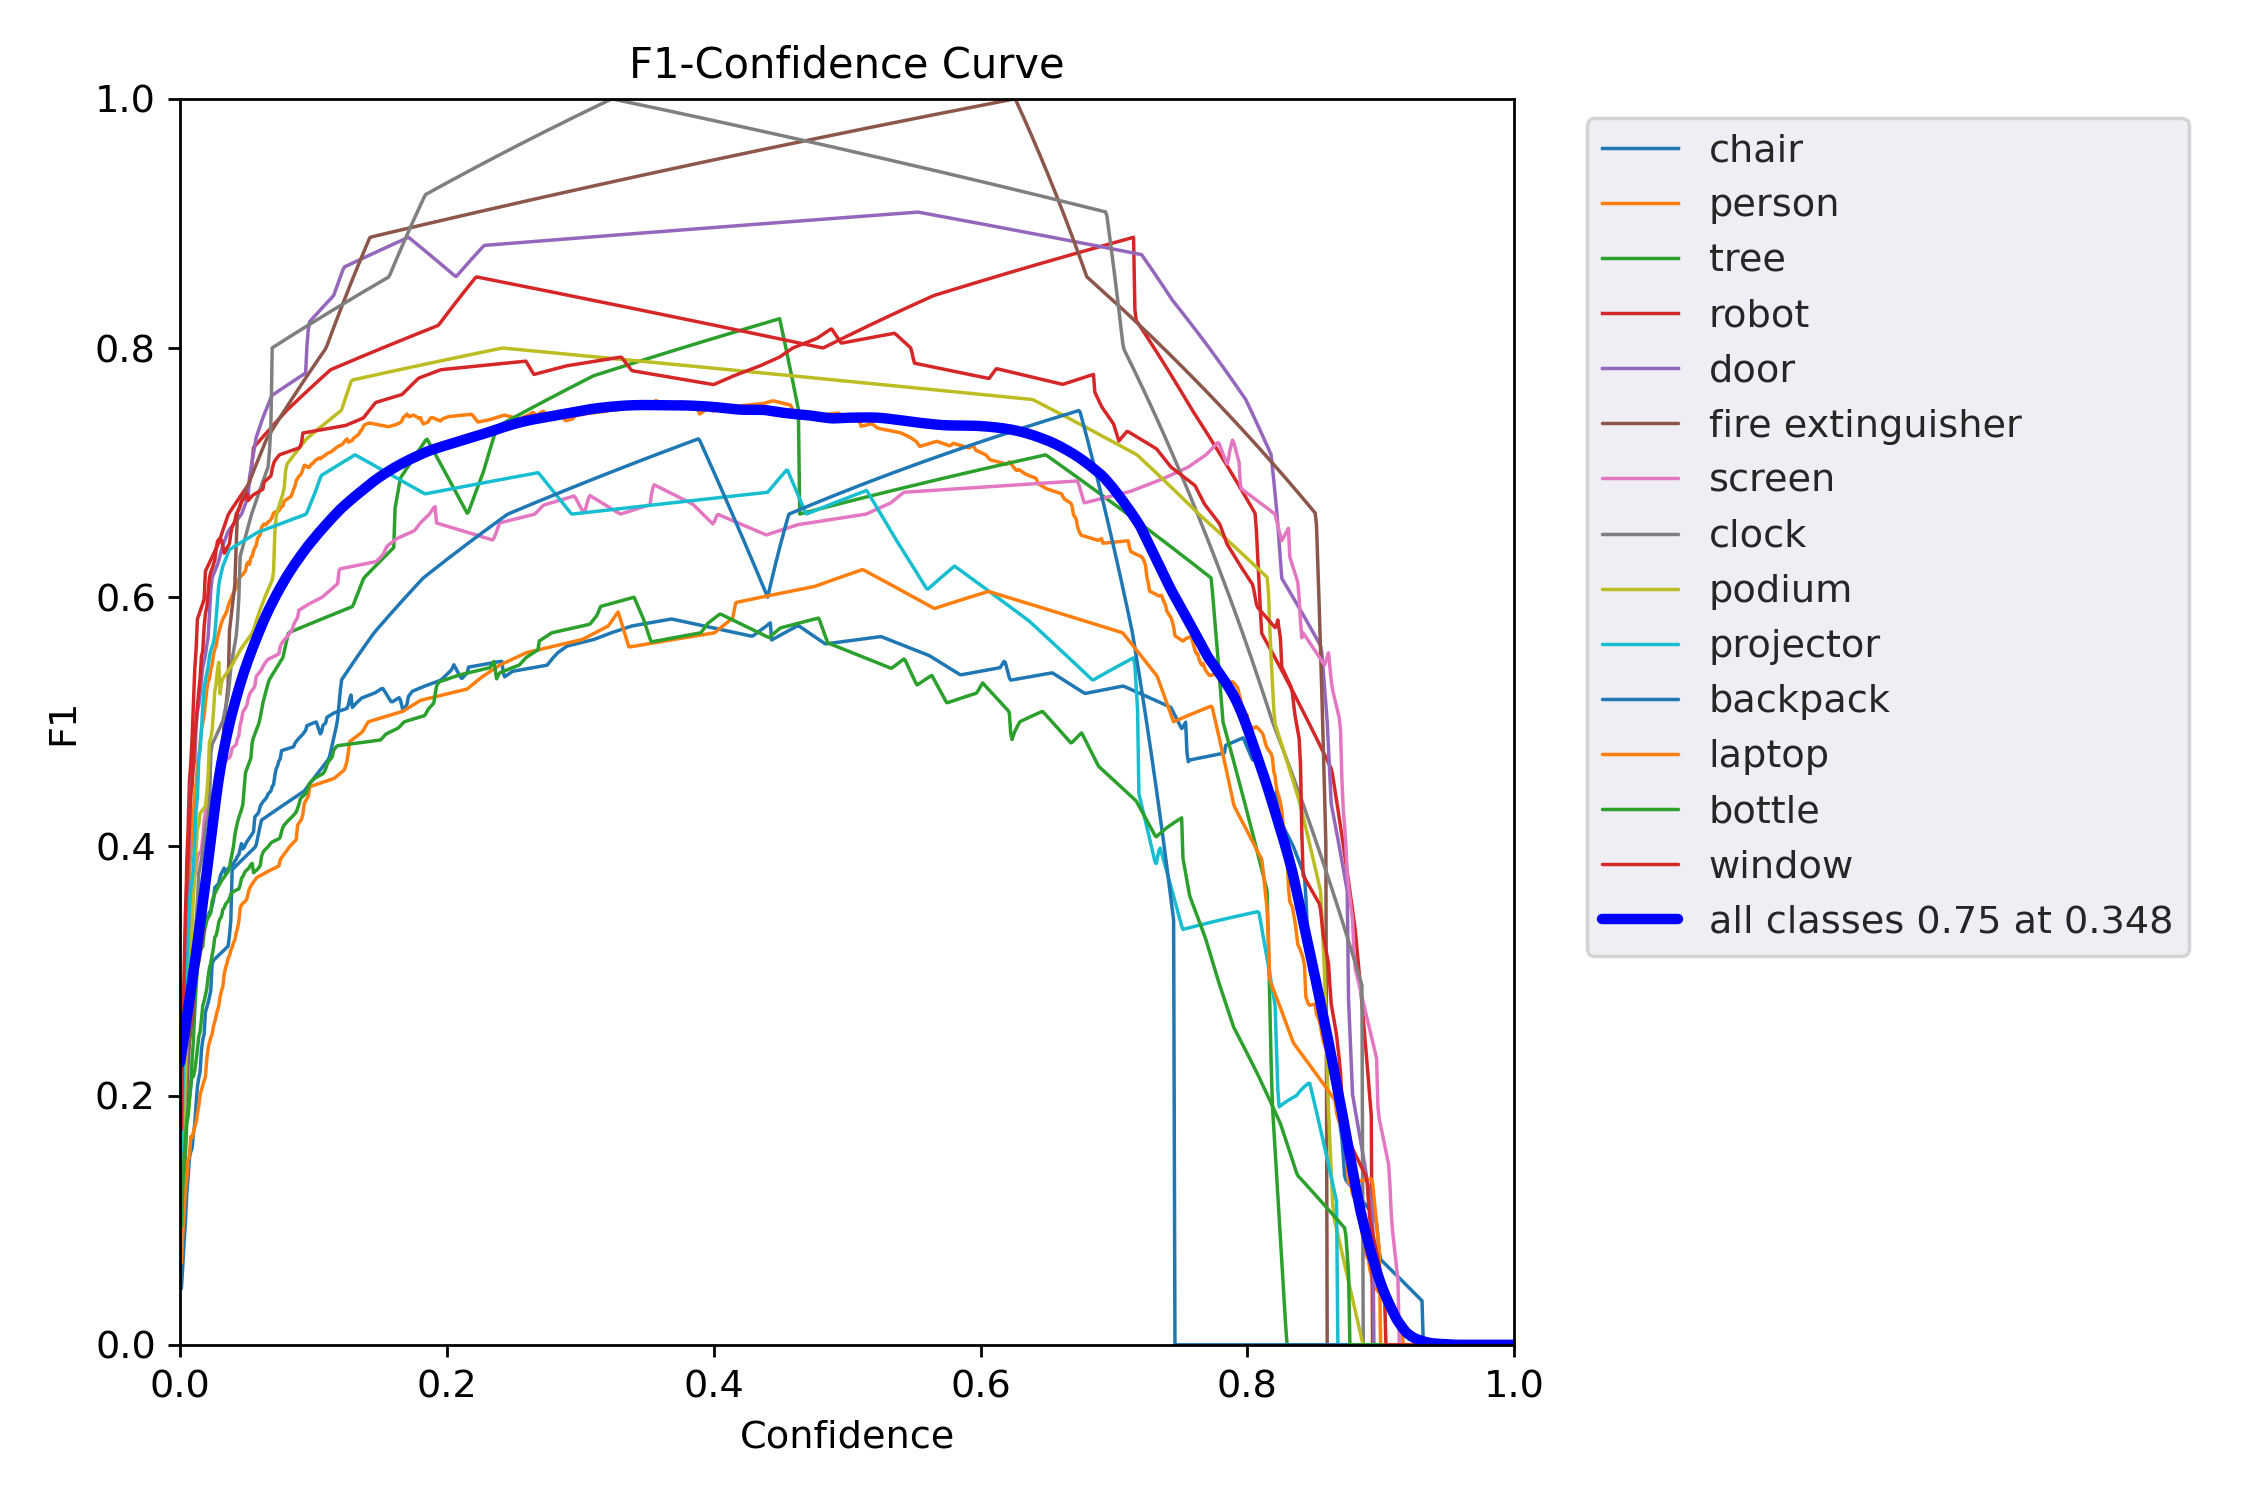 F1-Confidence Curve
1.0
0.8
0.6
0.4
0.2
0.0
F1
0.0 0.2 0.4 0.6 0.8 1.0
Confidence
chair
person
tree
robot
door
fire extinguisher
screen
clock
podium
projector
backpack
laptop
bottle
window
all classes 0.75 at 0.348